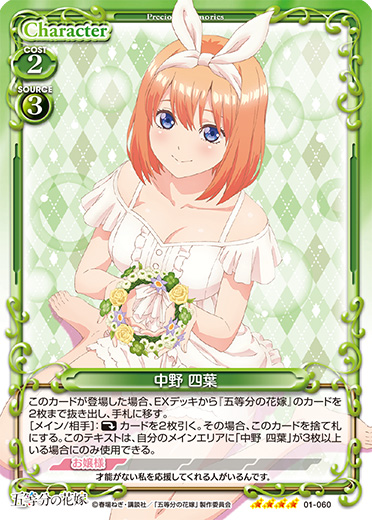 Precious Memories
Character
COST
2
SOURCE
3
中野 四葉
このカードが登場した場合、EXデッキから『五等分の花嫁』のカードを
2枚まで抜き出し、手札に移す。
[メイン/相手]: カードを2枚引く。その場合、このカードを捨て札
にする。このテキストは、自分のメインエリアに「中野 四葉」が3枚以上
いる場合にのみ使用できる。
お嬢様
才能がない私を応援してくれる人がいるんです。
五等分の花嫁
©春場ねぎ・講談社/「五等分の花嫁」製作委員会
★★★★ 01-060